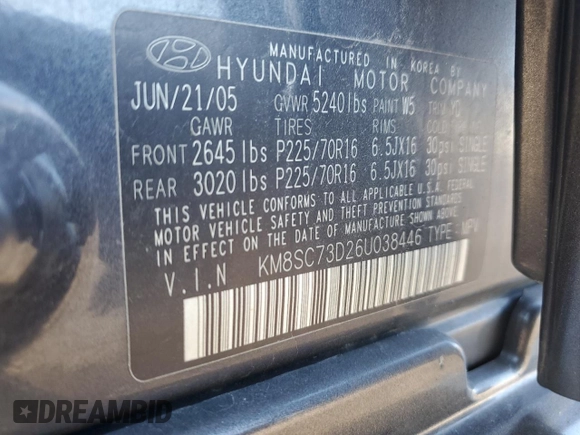 MANUFACTURED IN KOREA BY
HYUNDAI MOTOR COMPANY
JUN/21/05 GVWR 5240 lbs PAINT W5 TRIM YD
GAWR TIRES RIMS
FRONT 2645 lbs P225/70R16 6.5JX16 30psi SINGLE
REAR 3020 lbs P225/70R16 6.5JX16 30psi SINGLE
THIS VEHICLE CONFORMS TO ALL APPLICABLE U.S.A. FEDERAL
MOTOR VEHICLE SAFETY AND THEFT PREVENTION STANDARDS
IN EFFECT ON THE DATE OF MANUFACTURE SHOWN ABOVE.
V.I.N KM8SC73D26U038446 TYPE : MPV
DREAMBID